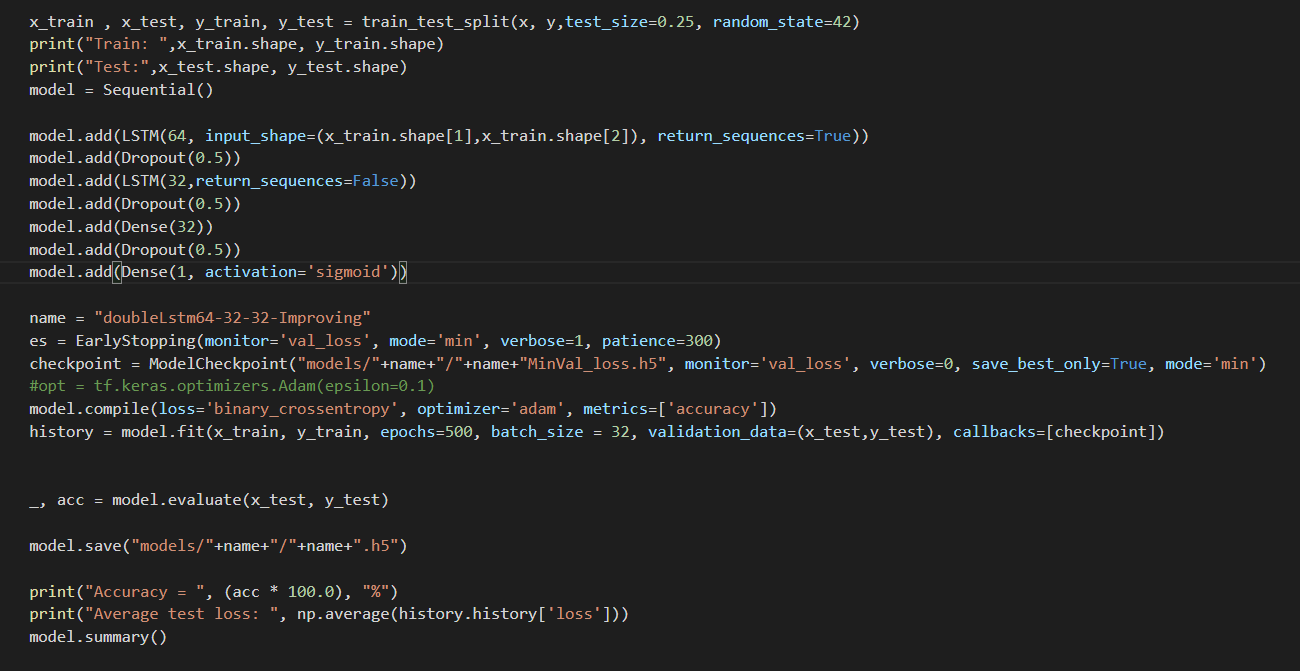 x_train , x_test, y_train, y_test = train_test_split(x, y,test_size=0.25, random_state=42)
print("Train: ",x_train.shape, y_train.shape)
print("Test:",x_test.shape, y_test.shape)
model = Sequential()
model.add(LSTM(64, input_shape=(x_train.shape[1],x_train.shape[2]), return_sequences=True))
model.add(Dropout(0.5))
model.add(LSTM(32,return_sequences=False))
model.add(Dropout(0.5))
model.add(Dense(32))
model.add(Dropout(0.5))
model.add(Dense(1, activation='sigmoid'))
name = "doubleLstm64-32-32-Improving"
es = EarlyStopping(monitor='val_loss', mode='min', verbose=1, patience=300)
checkpoint = ModelCheckpoint("models/"+name+"/"+name+"MinVal_loss.h5", monitor='val_loss', verbose=0, save_best_only=True, mode='min')
#opt = tf.keras.optimizers.Adam(epsilon=0.1)
model.compile(loss='binary_crossentropy', optimizer='adam', metrics=['accuracy'])
history = model.fit(x_train, y_train, epochs=500, batch_size = 32, validation_data=(x_test,y_test), callbacks=[checkpoint])
_, acc = model.evaluate(x_test, y_test)
model.save("models/"+name+"/"+name+".h5")
print("Accuracy = ", (acc * 100.0), "%")
print("Average test loss: ", np.average(history.history['loss']))
model.summary()